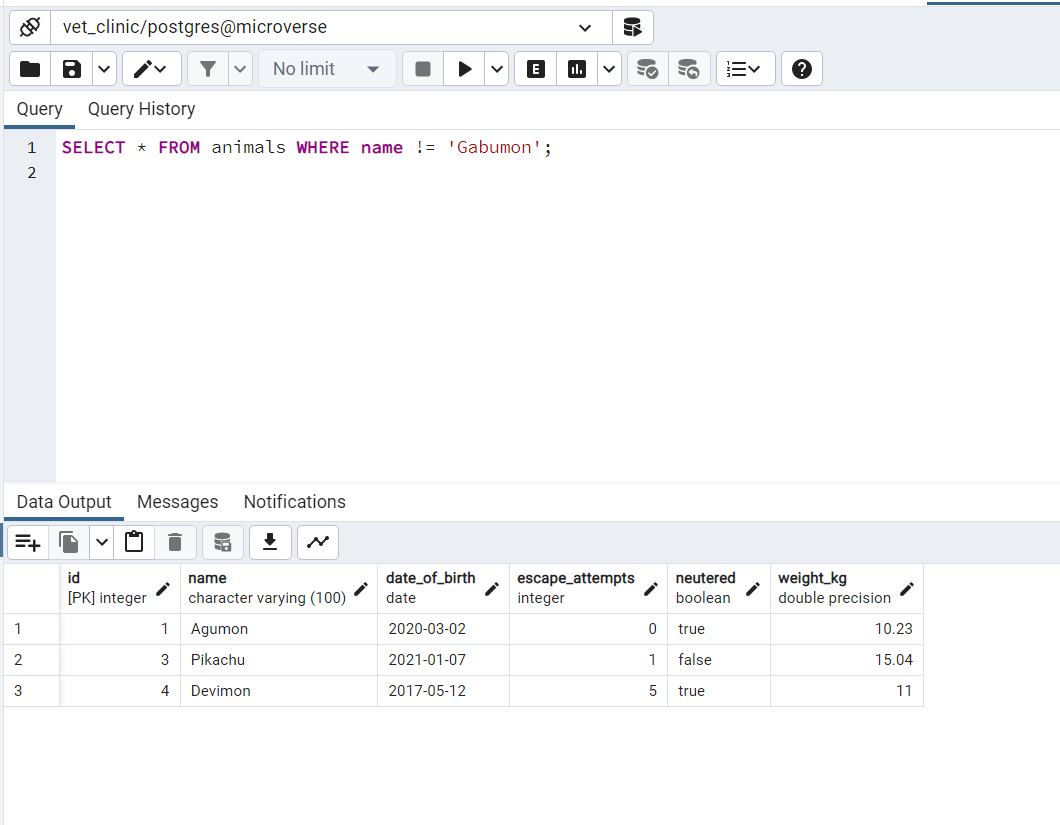 vet_clinic/postgres@microverse
No limit
E
Query Query History
1 SELECT * FROM animals WHERE name != 'Gabumon';
2
Data Output Messages Notifications
id name date_of_birth escape_attempts neutered weight_kg
[PK] integer character varying (100) date integer boolean double precision
1 1 Agumon 2020-03-02 0 true 10.23
2 3 Pikachu 2021-01-07 1 false 15.04
3 4 Devimon 2017-05-12 5 true 11